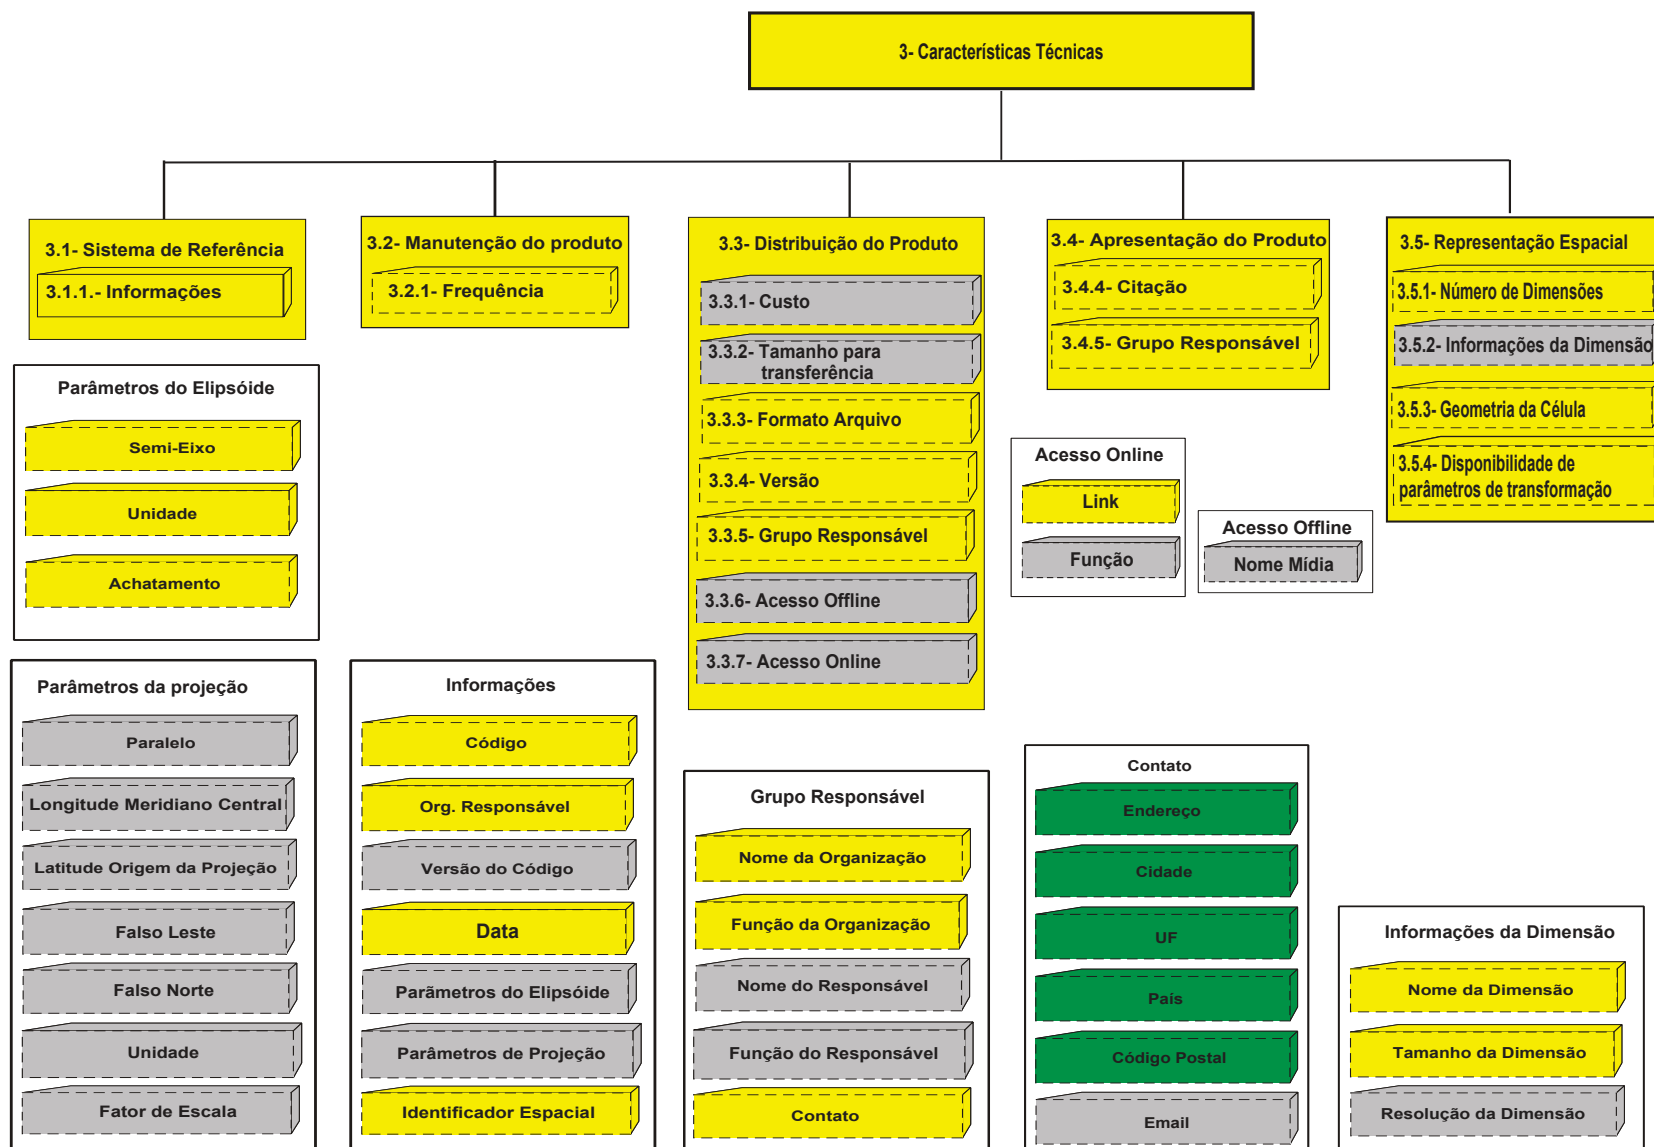 3- Características Técnicas
3.1- Sistema de Referência
3.1.1.- Informações
3.2- Manutenção do produto
3.2.1- Frequência
3.3- Distribuição do Produto
3.3.1- Custo
3.3.2- Tamanho para
transferência
3.3.3- Formato Arquivo
3.3.4- Versão
3.3.5- Grupo Responsável
3.3.6- Acesso Offline
3.3.7- Acesso Online
3.4- Apresentação do Produto
3.4.4- Citação
3.4.5- Grupo Responsável
3.5- Representação Espacial
3.5.1- Número de Dimensões
3.5.2- Informações da Dimensão
3.5.3- Geometria da Célula
3.5.4- Disponibilidade de
parâmetros de transformação
Parâmetros do Elipsóide
Semi-Eixo
Unidade
Achatamento
Acesso Online
Link
Função
Acesso Offline
Nome Mídia
Parâmetros da projeção
Paralelo
Longitude Meridiano Central
Latitude Origem da Projeção
Falso Leste
Falso Norte
Unidade
Fator de Escala
Informações
Código
Org. Responsável
Versão do Código
Data
Parãmetros do Elipsóide
Parâmetros de Projeção
Identificador Espacial
Grupo Responsável
Nome da Organização
Função da Organização
Nome do Responsável
Função do Responsável
Contato
Contato
Endereço
Cidade
UF
País
Código Postal
Email
Informações da Dimensão
Nome da Dimensão
Tamanho da Dimensão
Resolução da Dimensão